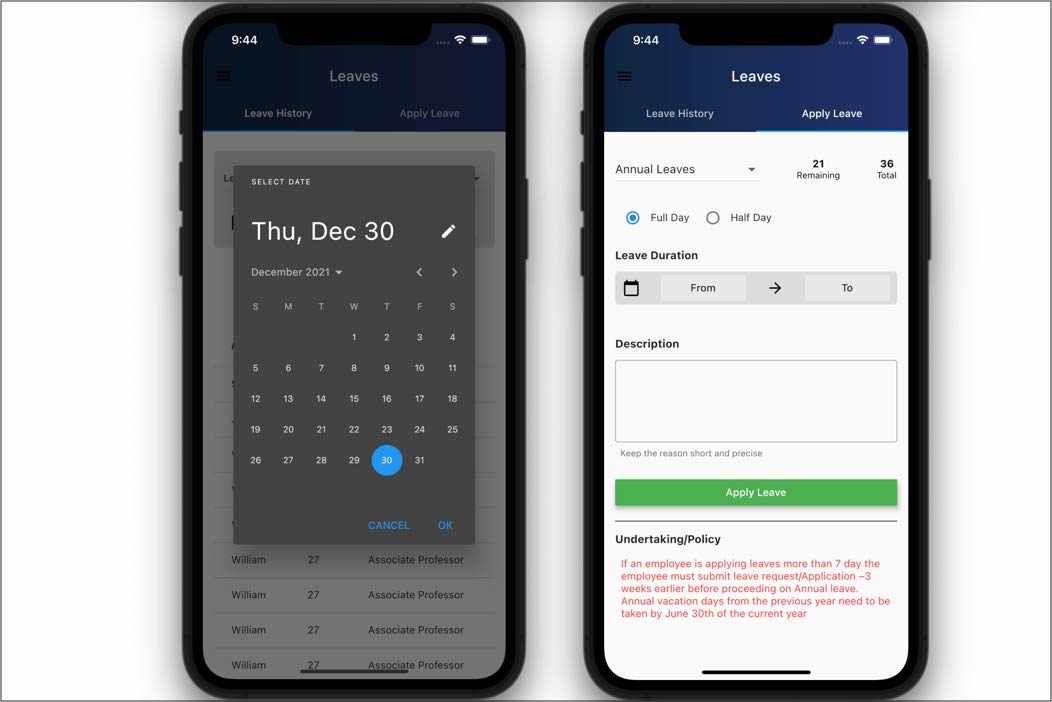 9:44
Leaves
Leave History Apply Leave
SELECT DATE
Thu, Dec 30
December 2021
S M T W T F S
1 2 3 4
5 6 7 8 9 10 11
12 13 14 15 16 17 18
19 20 21 22 23 24 25
26 27 28 29 30 31
CANCEL OK
William 27 Associate Professor
William 27 Associate Professor
William 27 Associate Professor
William 27 Associate Professor
9:44
Leaves
Leave History Apply Leave
Annual Leaves 21 36
Remaining Total
Full Day Half Day
Leave Duration
From To
Description
Keep the reason short and precise
Apply Leave
Undertaking/Policy
If an employee is applying leaves more than 7 day the
employee must submit leave request/Application –3
weeks earlier before proceeding on Annual leave.
Annual vacation days from the previous year need to be
taken by June 30th of the current year